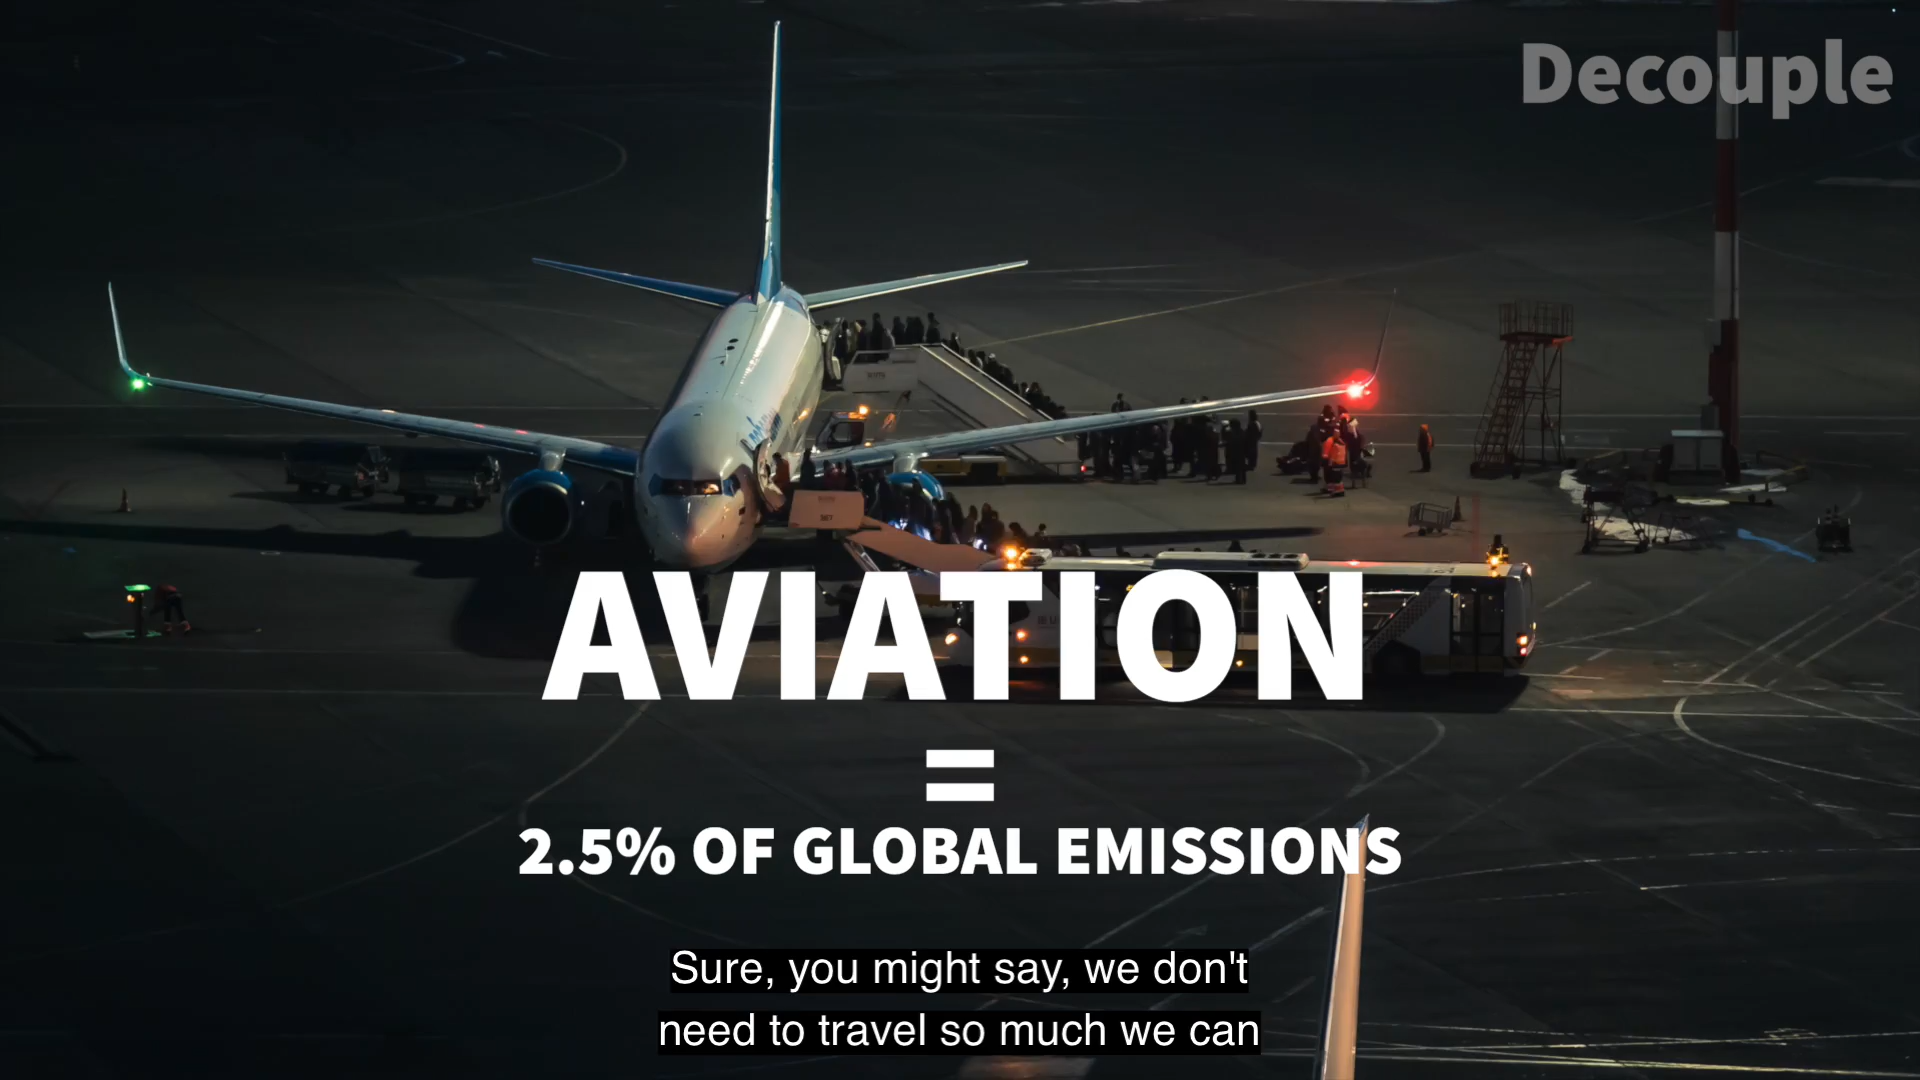 Decouple
AVIATION
=
2.5% OF GLOBAL EMISSIONS
Sure, you might say, we don't
need to travel so much we can